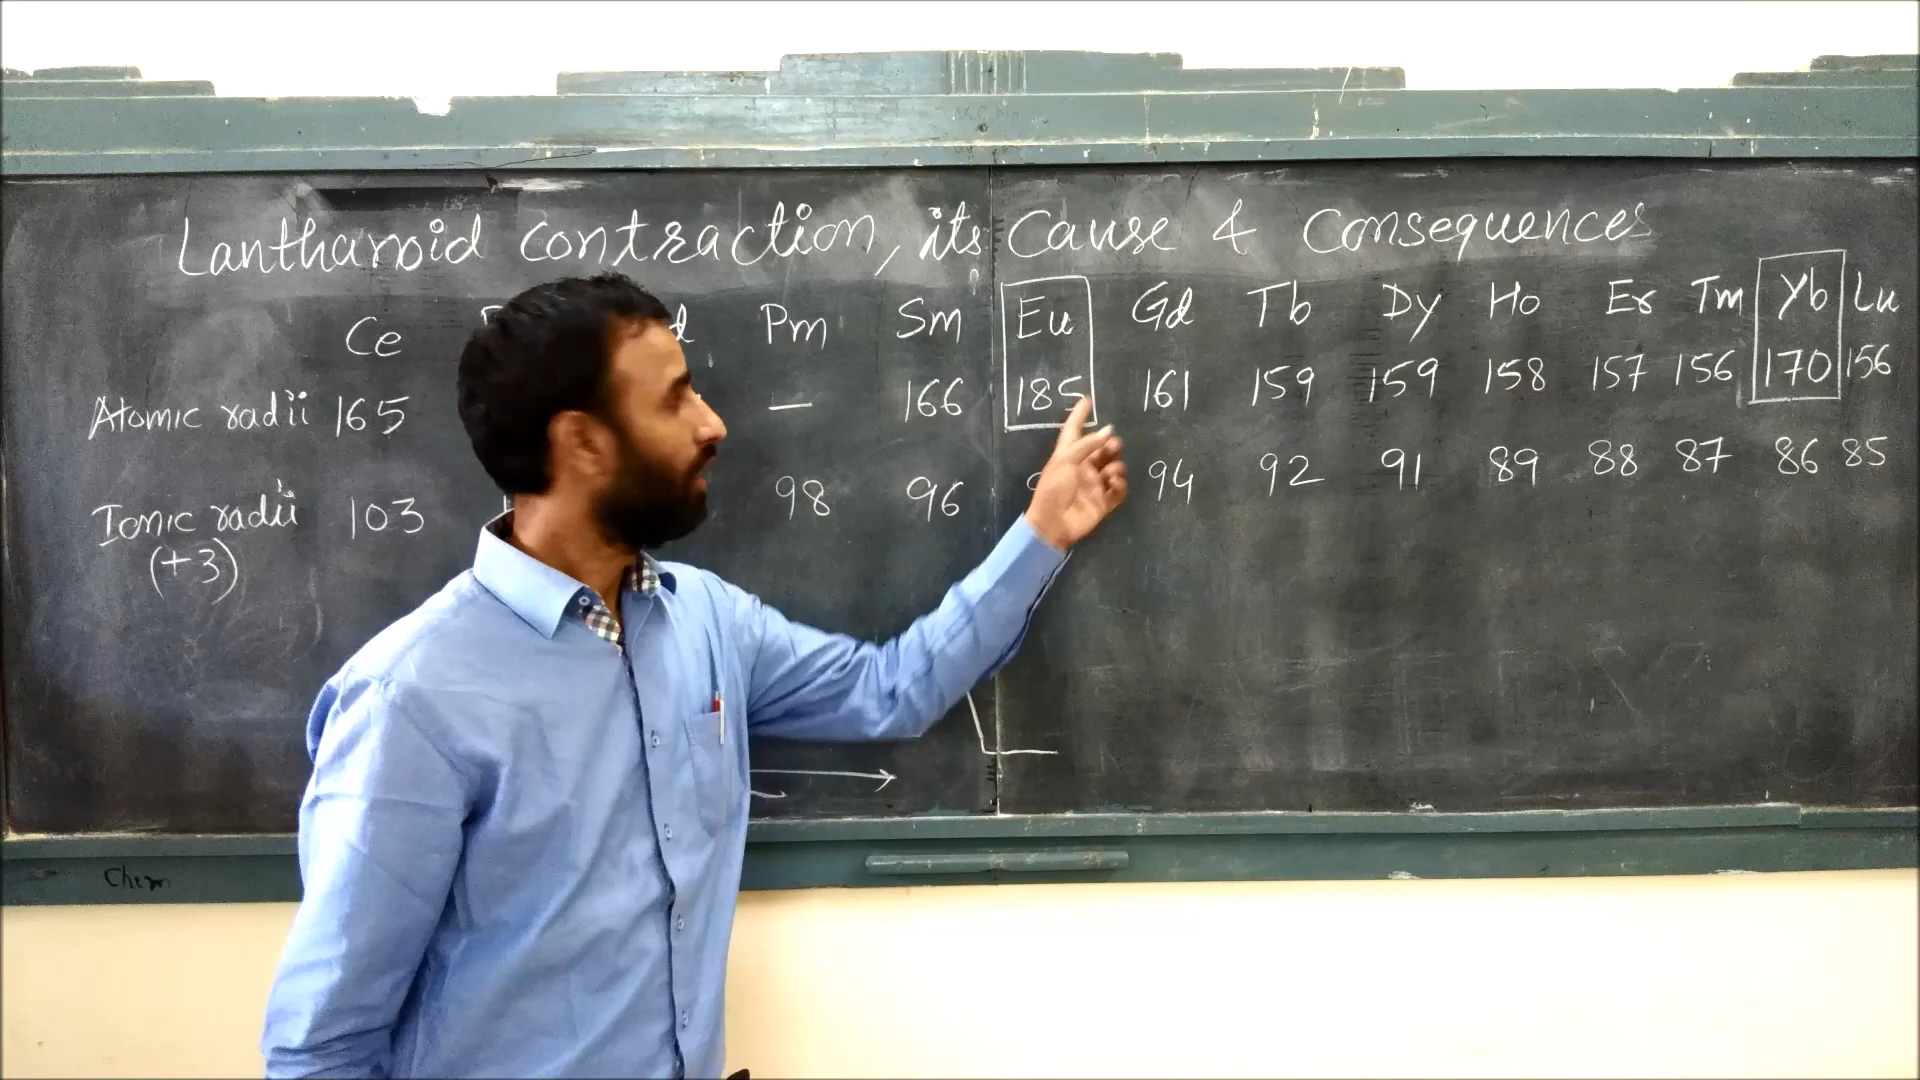 Lanthanoid contraction, its Cause & Consequences
Ce Pm Sm Eu Gd Tb Dy Ho Er Tm Yb Lu
Atomic radii 165 — 166 185 161 159 159 158 157 156 170 156
Ionic radii 103 98 96 94 92 91 89 88 87 86 85
(+3)
Chem